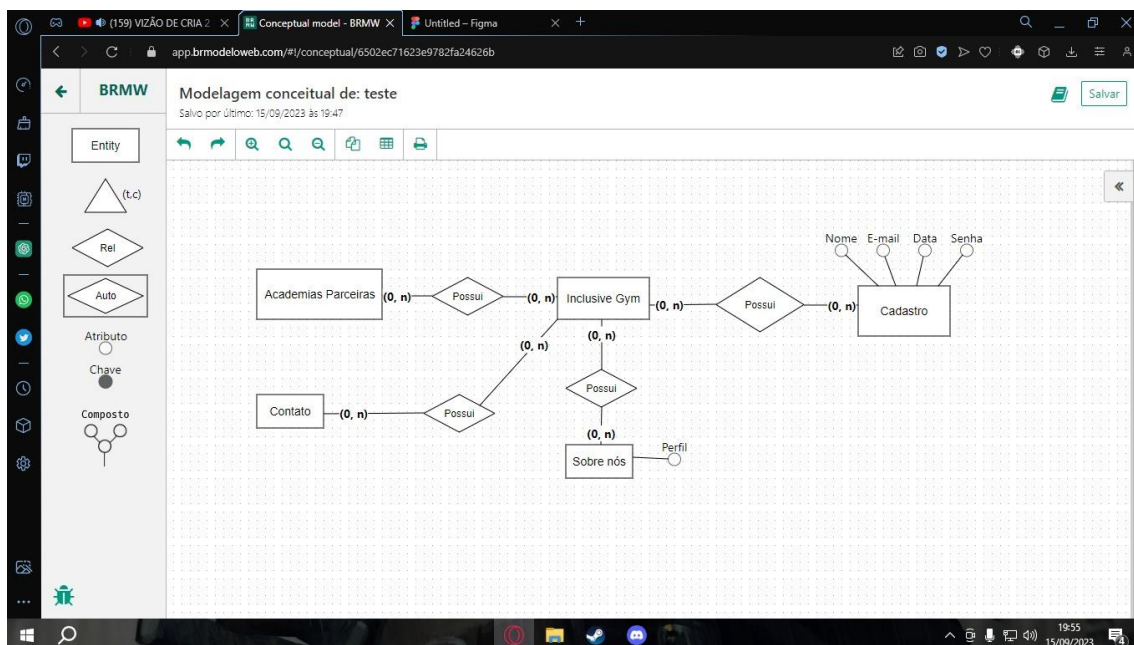 (159) VIZÃO DE CRIA 2
Conceptual model - BRMW
Untitled – Figma
app.brmodeloweb.com/#!/conceptual/6502ec71623e9782fa24626b
BRMW
Modelagem conceitual de: teste
Salvo por último: 15/09/2023 às 19:47
Salvar
Entity
(t,c)
Rel
Auto
Atributo
Chave
Composto
Nome E-mail Data Senha
Academias Parceiras (0, n) Possui (0, n) Inclusive Gym (0, n) Possui (0, n) Cadastro
(0, n) (0, n)
Possui
Contato (0, n) Possui
(0, n)
Sobre nós Perfil
19:55
15/09/2023
4